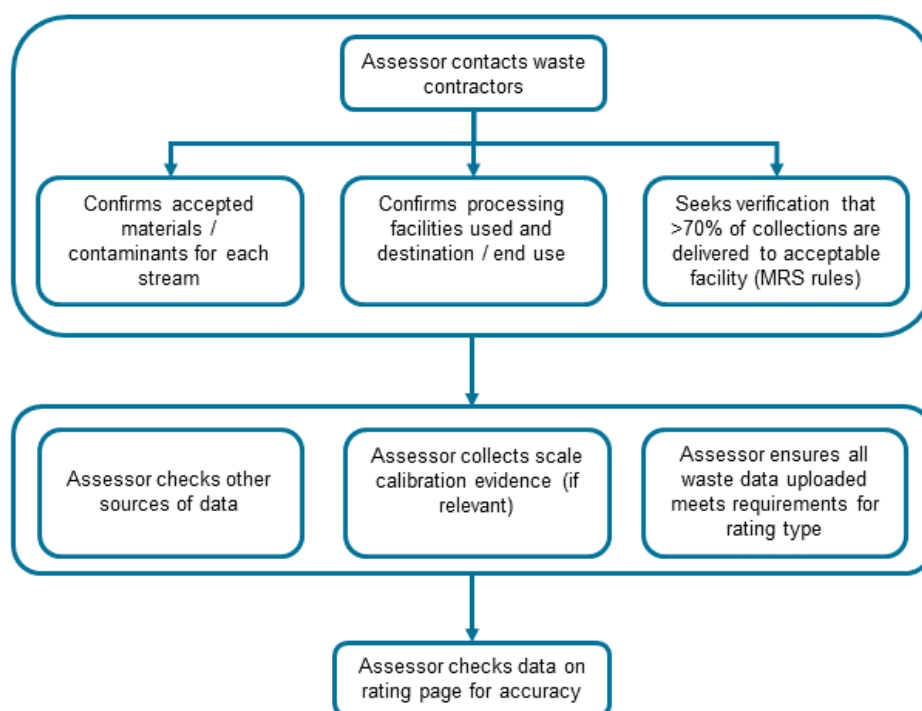 Assessor contacts waste
contractors
Confirms accepted
materials /
contaminants for each
stream
Confirms processing
facilities used and
destination / end use
Seeks verification that
>70% of collections are
delivered to acceptable
facility (MRS rules)
Assessor checks other
sources of data
Assessor collects scale
calibration evidence (if
relevant)
Assessor ensures all
waste data uploaded
meets requirements for
rating type
Assessor checks data on
rating page for accuracy